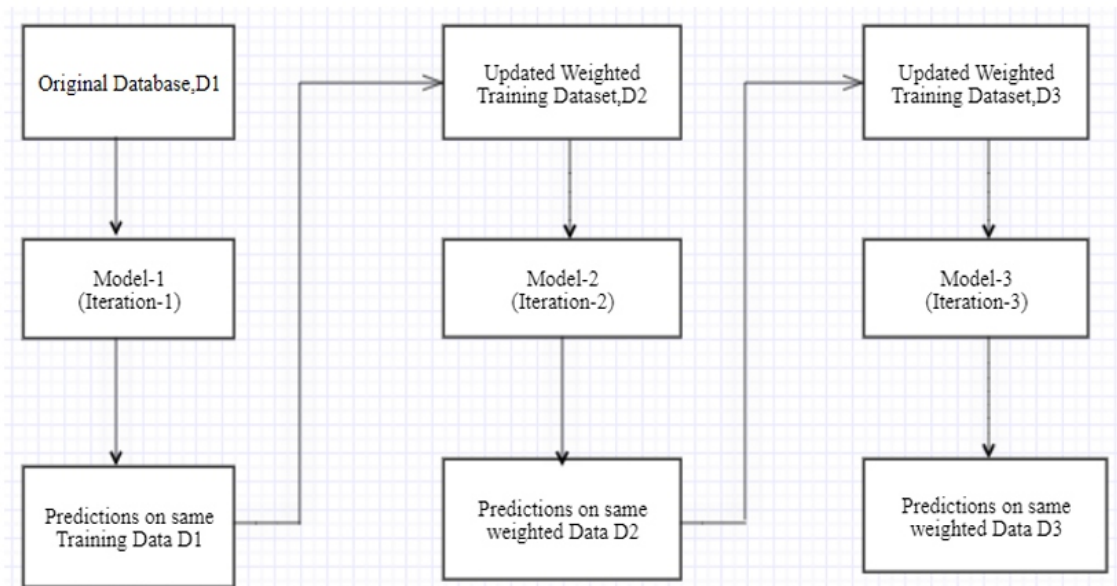 Original Database,D1
Model-1
(Iteration-1)
Predictions on same
Training Data D1
Updated Weighted
Training Dataset,D2
Model-2
(Iteration-2)
Predictions on same
weighted Data D2
Updated Weighted
Training Dataset,D3
Model-3
(Iteration-3)
Predictions on same
weighted Data D3